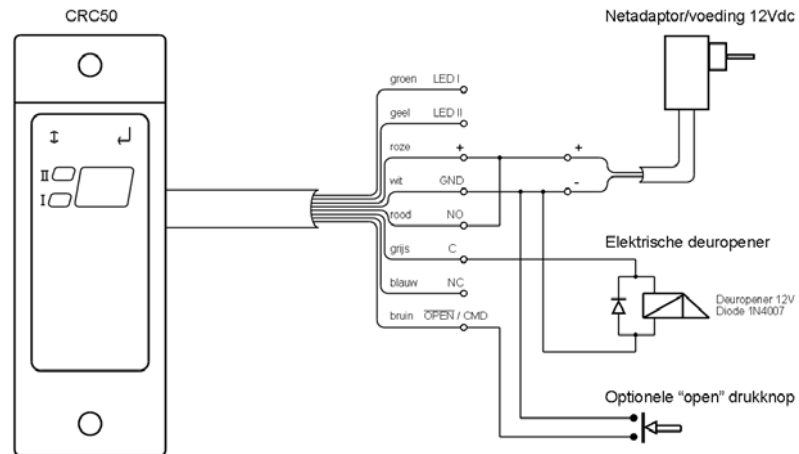 CRC50
Netadaptor/voeding 12Vdc
groen LED I
geel LED II
roze + +
wit GND -
rood NO
grijs C
blauw NC
bruin OPEN / CMD
II
I
Elektrische deuropener
Deuropener 12V
Diode 1N4007
Optionele “open” drukknop